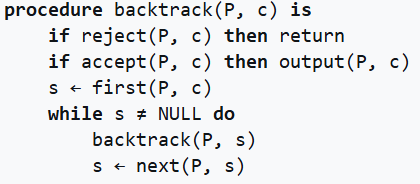 procedure backtrack(P, c) is
    if reject(P, c) then return
    if accept(P, c) then output(P, c)
    s ← first(P, c)
    while s ≠ NULL do
        backtrack(P, s)
        s ← next(P, s)